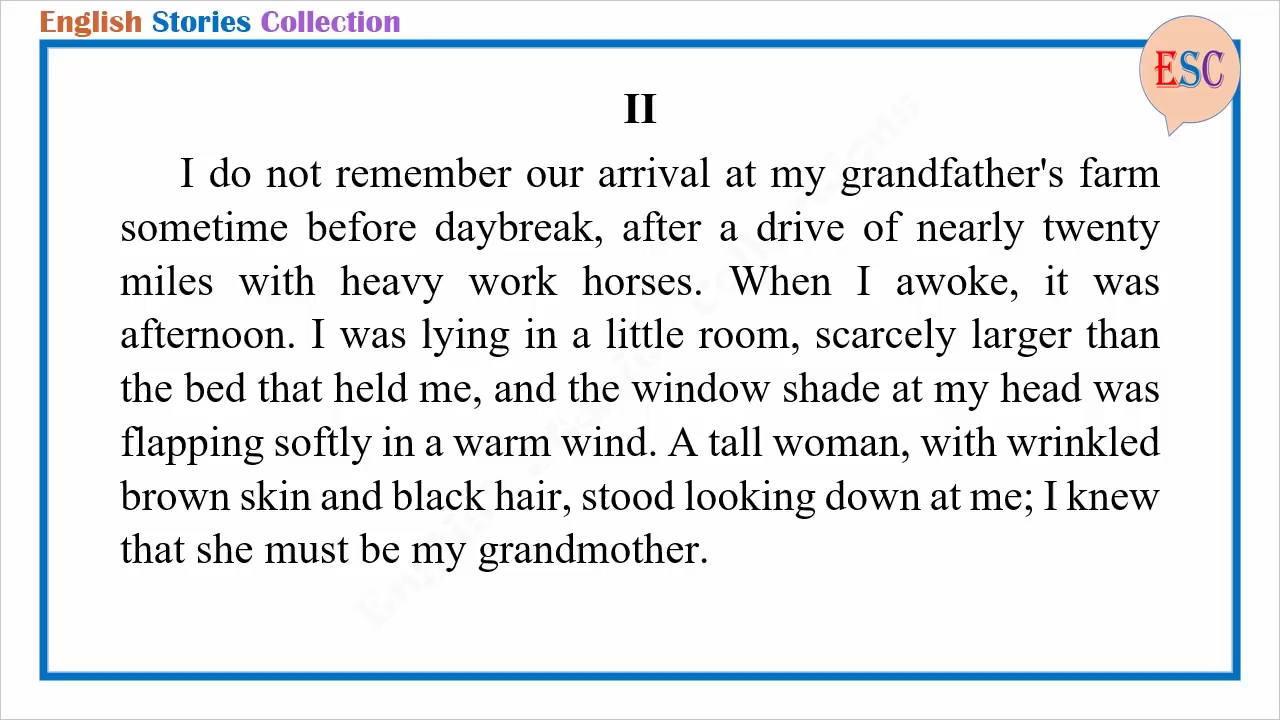 English Stories Collection
ESC
II
I do not remember our arrival at my grandfather's farm
sometime before daybreak, after a drive of nearly twenty
miles with heavy work horses. When I awoke, it was
afternoon. I was lying in a little room, scarcely larger than
the bed that held me, and the window shade at my head was
flapping softly in a warm wind. A tall woman, with wrinkled
brown skin and black hair, stood looking down at me; I knew
that she must be my grandmother.